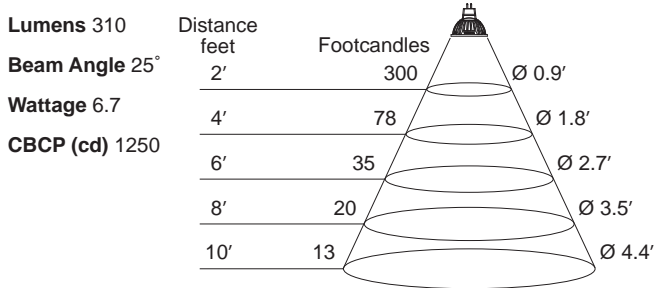 Lumens 310
Beam Angle 25°
Wattage 6.7
CBCP (cd) 1250
Distance
feet
Footcandles
2′ 300 Ø 0.9′
4′ 78 Ø 1.8′
6′ 35 Ø 2.7′
8′ 20 Ø 3.5′
10′ 13 Ø 4.4′